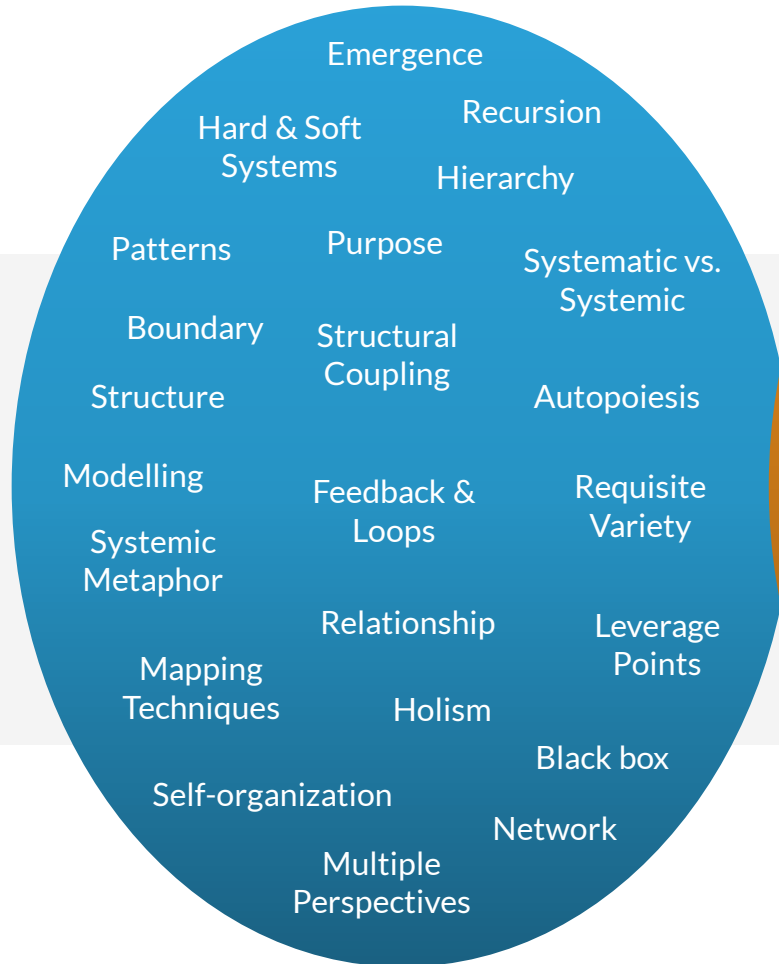 Emergence
Recursion
Hard & Soft
Systems
Hierarchy
Patterns
Purpose
Systematic vs.
Systemic
Boundary
Structural
Coupling
Structure
Autopoiesis
Modelling
Feedback &
Loops
Requisite
Variety
Systemic
Metaphor
Relationship
Leverage
Points
Mapping
Techniques
Holism
Black box
Self-organization
Network
Multiple
Perspectives